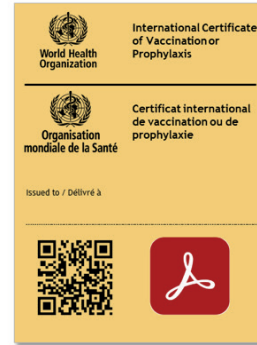 World Health
Organization
International Certificate
of Vaccination or
Prophylaxis
Organisation
mondiale de la Santé
Certificat international
de vaccination ou de
prophylaxie
Issued to / Délivré à